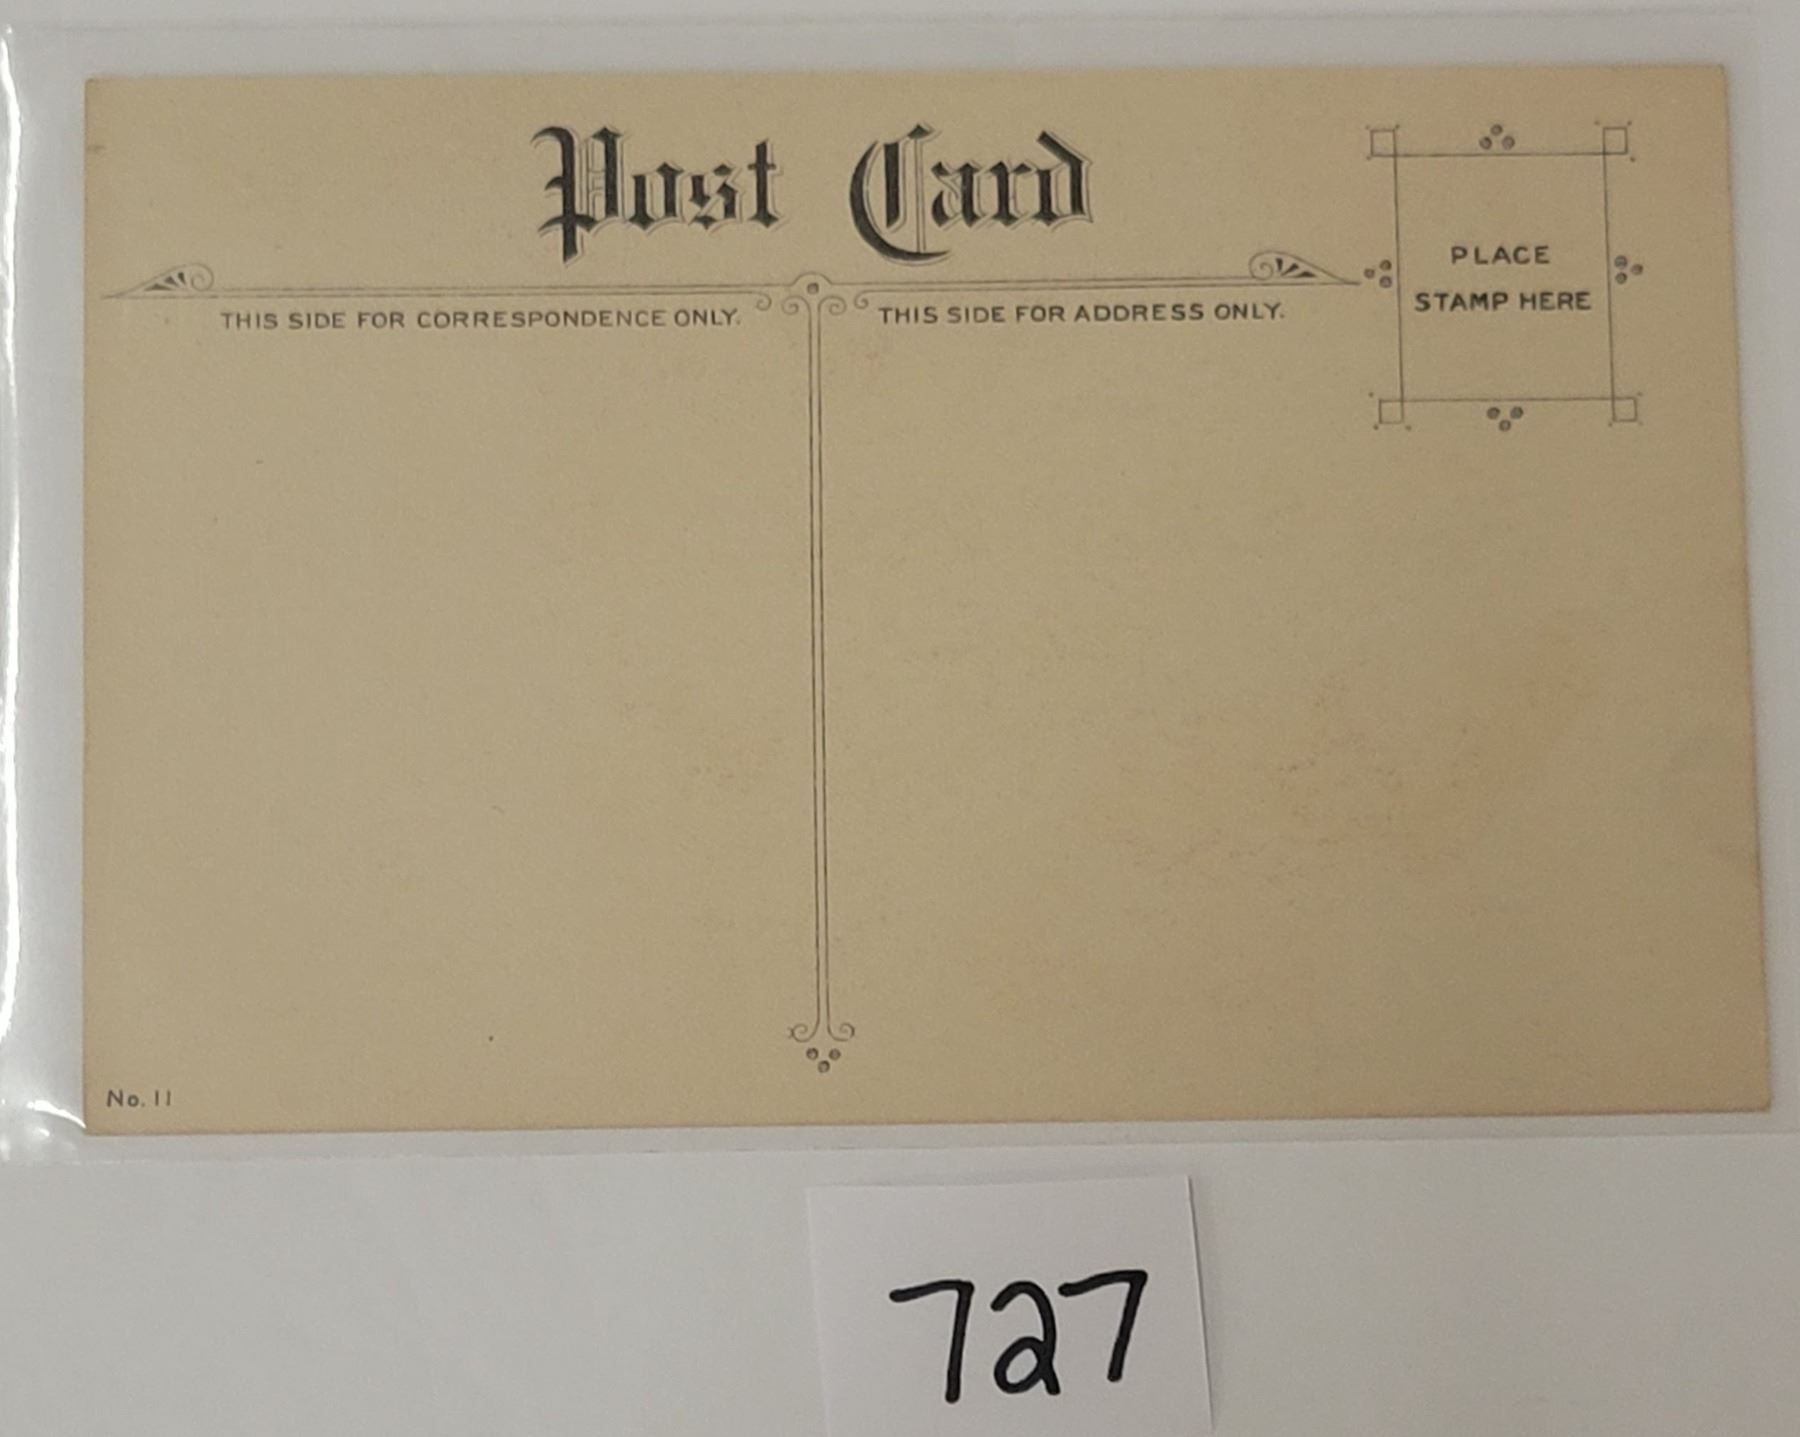 Post Card
THIS SIDE FOR CORRESPONDENCE ONLY.
THIS SIDE FOR ADDRESS ONLY.
PLACE
STAMP HERE
No. 11
727